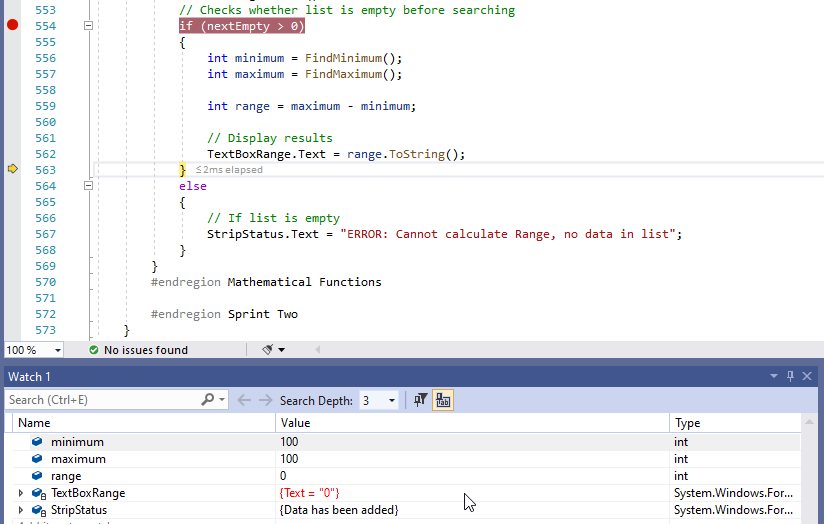 553 // Checks whether list is empty before searching
554 if (nextEmpty > 0)
555 {
556 int minimum = FindMinimum();
557 int maximum = FindMaximum();
558
559 int range = maximum - minimum;
560
561 // Display results
562 TextBoxRange.Text = range.ToString();
563 } ≤2ms elapsed
564 else
565 {
566 // If list is empty
567 StripStatus.Text = "ERROR: Cannot calculate Range, no data in list";
568 }
569 }
570 #endregion Mathematical Functions
571
572 #endregion Sprint Two
573 }
100 % No issues found
Watch 1
Search (Ctrl+E) Search Depth: 3
Name Value Type
minimum 100 int
maximum 100 int
range 0 int
TextBoxRange {Text = "0"} System.Windows.For...
StripStatus {Data has been added} System.Windows.For...